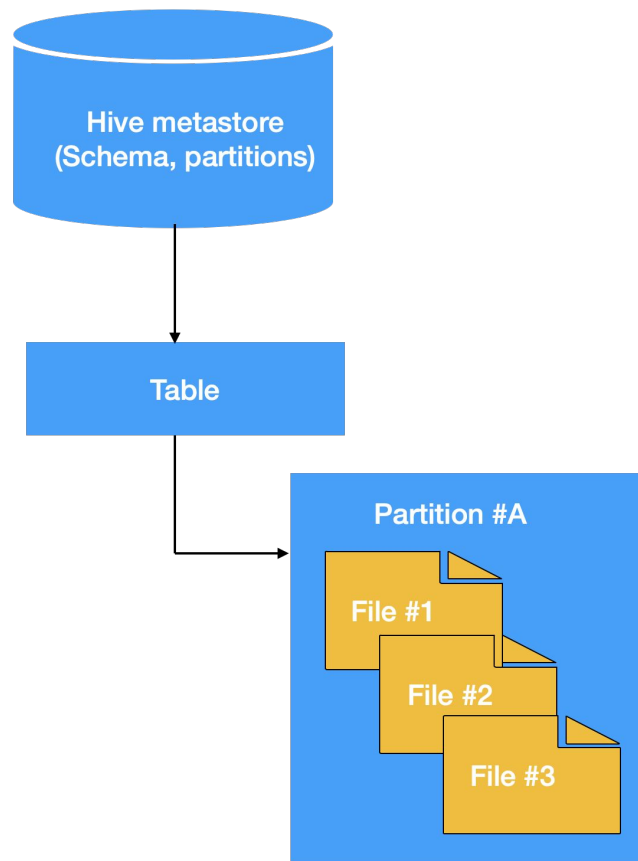 Hive metastore
(Schema, partitions)
Table
Partition #A
File #1
File #2
File #3